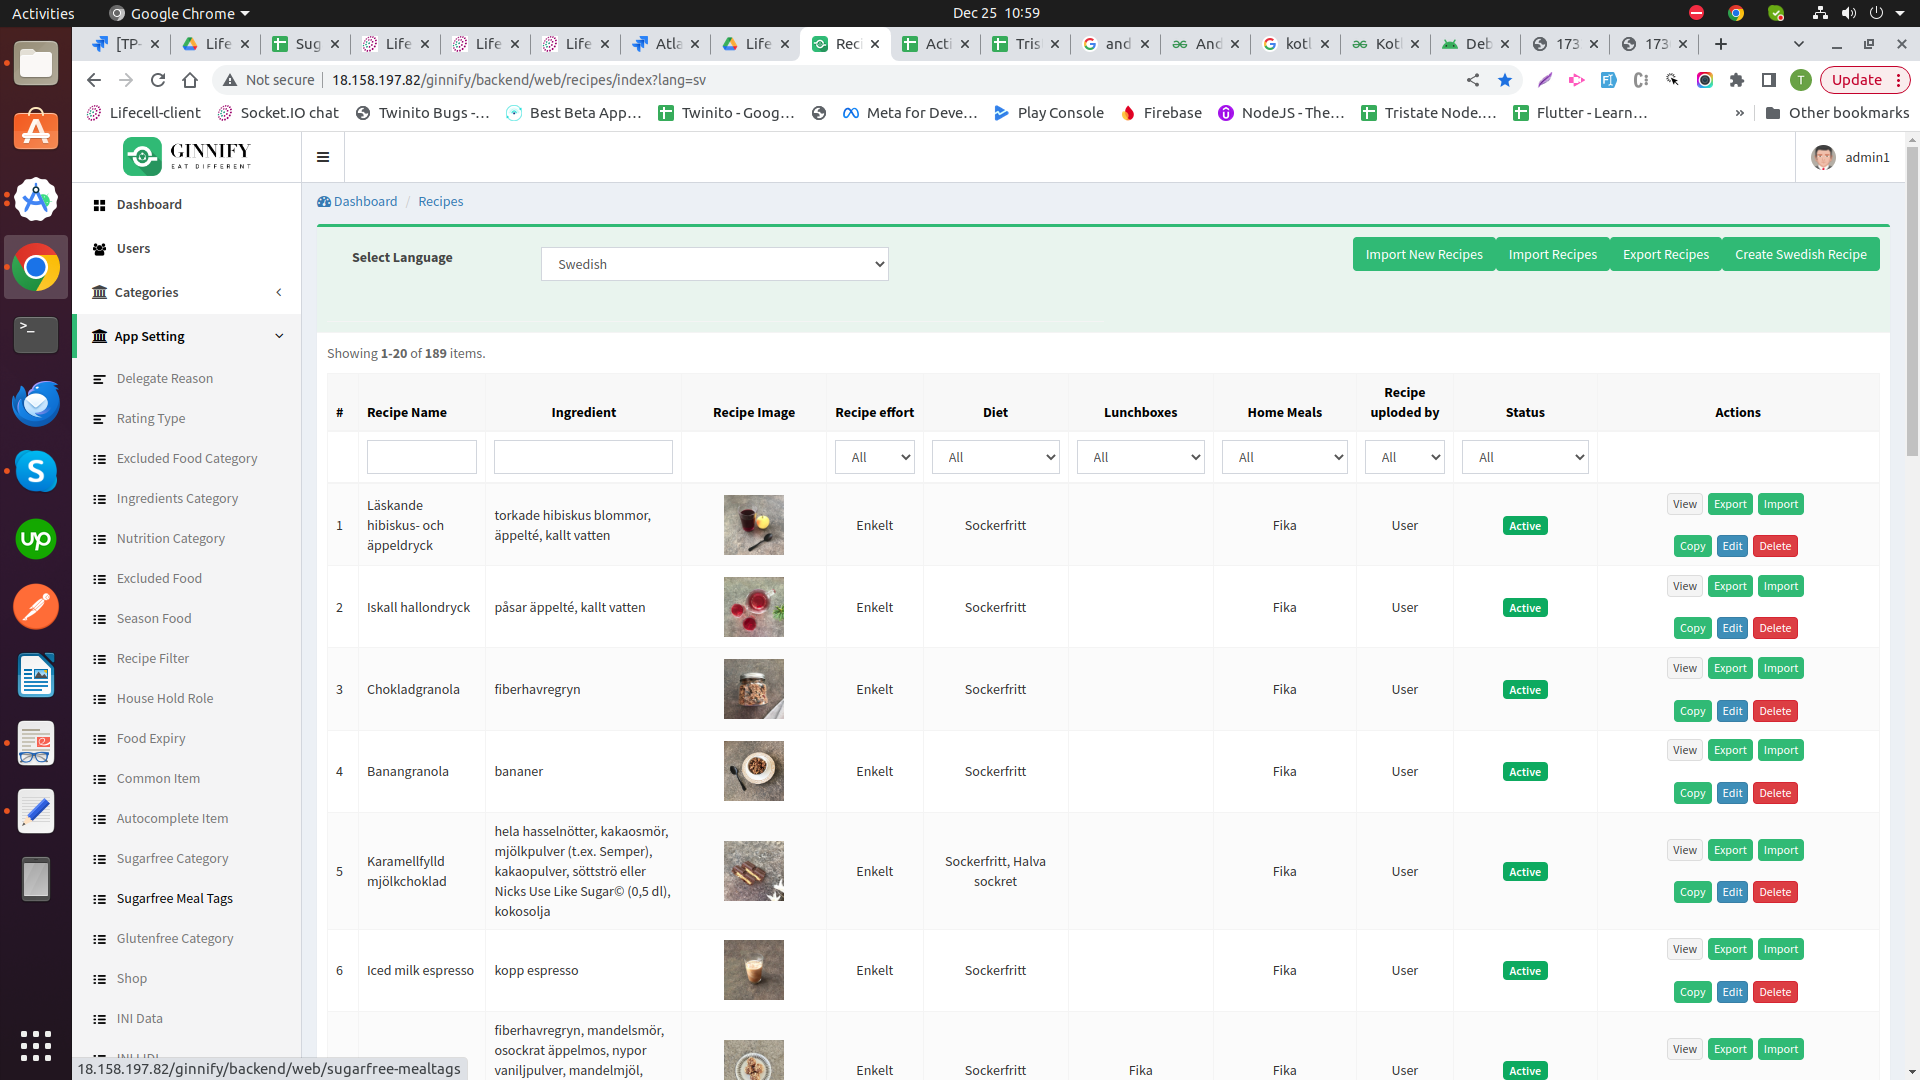 Activities
Google Chrome
Dec 25 10:59
[TP-
Life
Sug
Life
Life
Life
Atla
Life
Reci
Acti
Tris
and
And
kotl
Kotl
Deb
173
173
Not secure
18.158.197.82/ginnify/backend/web/recipes/index?lang=sv
T
Update
Lifecell-client
Socket.IO chat
Twinito Bugs -...
Best Beta App...
Twinito - Goog...
Meta for Deve...
Play Console
Firebase
NodeJS - The...
Tristate Node....
Flutter - Learn...
»
Other bookmarks
GINNIFY
EAT DIFFERENT
admin1
Dashboard
Users
Categories
App Setting
Delegate Reason
Rating Type
Excluded Food Category
Ingredients Category
Nutrition Category
Excluded Food
Season Food
Recipe Filter
House Hold Role
Food Expiry
Common Item
Autocomplete Item
Sugarfree Category
Sugarfree Meal Tags
Glutenfree Category
Shop
INI Data
18.158.197.82/ginnify/backend/web/sugarfree-mealtags
Dashboard / Recipes
Select Language
Swedish
Import New Recipes
Import Recipes
Export Recipes
Create Swedish Recipe
Showing 1-20 of 189 items.
# Recipe Name Ingredient Recipe Image Recipe effort Diet Lunchboxes Home Meals Recipe uploded by Status Actions
All All All All All All
1 Läskande hibiskus- och äppeldryck torkade hibiskus blommor, äppelté, kallt vatten Enkelt Sockerfritt Fika User Active View Export Import
Copy Edit Delete
2 Iskall hallondryck påsar äppelté, kallt vatten Enkelt Sockerfritt Fika User Active View Export Import
Copy Edit Delete
3 Chokladgranola fiberhavregryn Enkelt Sockerfritt Fika User Active View Export Import
Copy Edit Delete
4 Banangranola bananer Enkelt Sockerfritt Fika User Active View Export Import
Copy Edit Delete
5 Karamellfylld mjölkchoklad hela hasselnötter, kakaosmör, mjölkpulver (t.ex. Semper), kakaopulver, söttströ eller Nicks Use Like Sugar© (0,5 dl), kokosolja Enkelt Sockerfritt, Halva sockret Fika User Active View Export Import
Copy Edit Delete
6 Iced milk espresso kopp espresso Enkelt Sockerfritt Fika User Active View Export Import
Copy Edit Delete
fiberhavregryn, mandelsmör, osockrat äppelmos, nypor vaniljpulver, mandelmjöl, Enkelt Sockerfritt Fika Fika User Active View Export Import
up